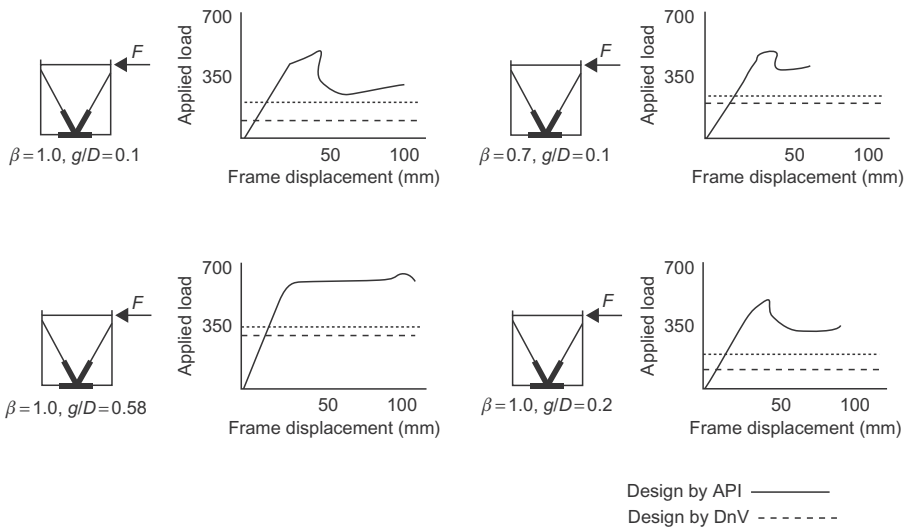 700
350
Applied load
F
50
100
Frame displacement (mm)
β=1.0, g/D=0.1
700
350
Applied load
F
50
100
Frame displacement (mm)
β=0.7, g/D=0.1
700
350
Applied load
F
50
100
Frame displacement (mm)
β=1.0, g/D=0.58
700
350
Applied load
F
50
100
Frame displacement (mm)
β=1.0, g/D=0.2
Design by API
Design by DnV